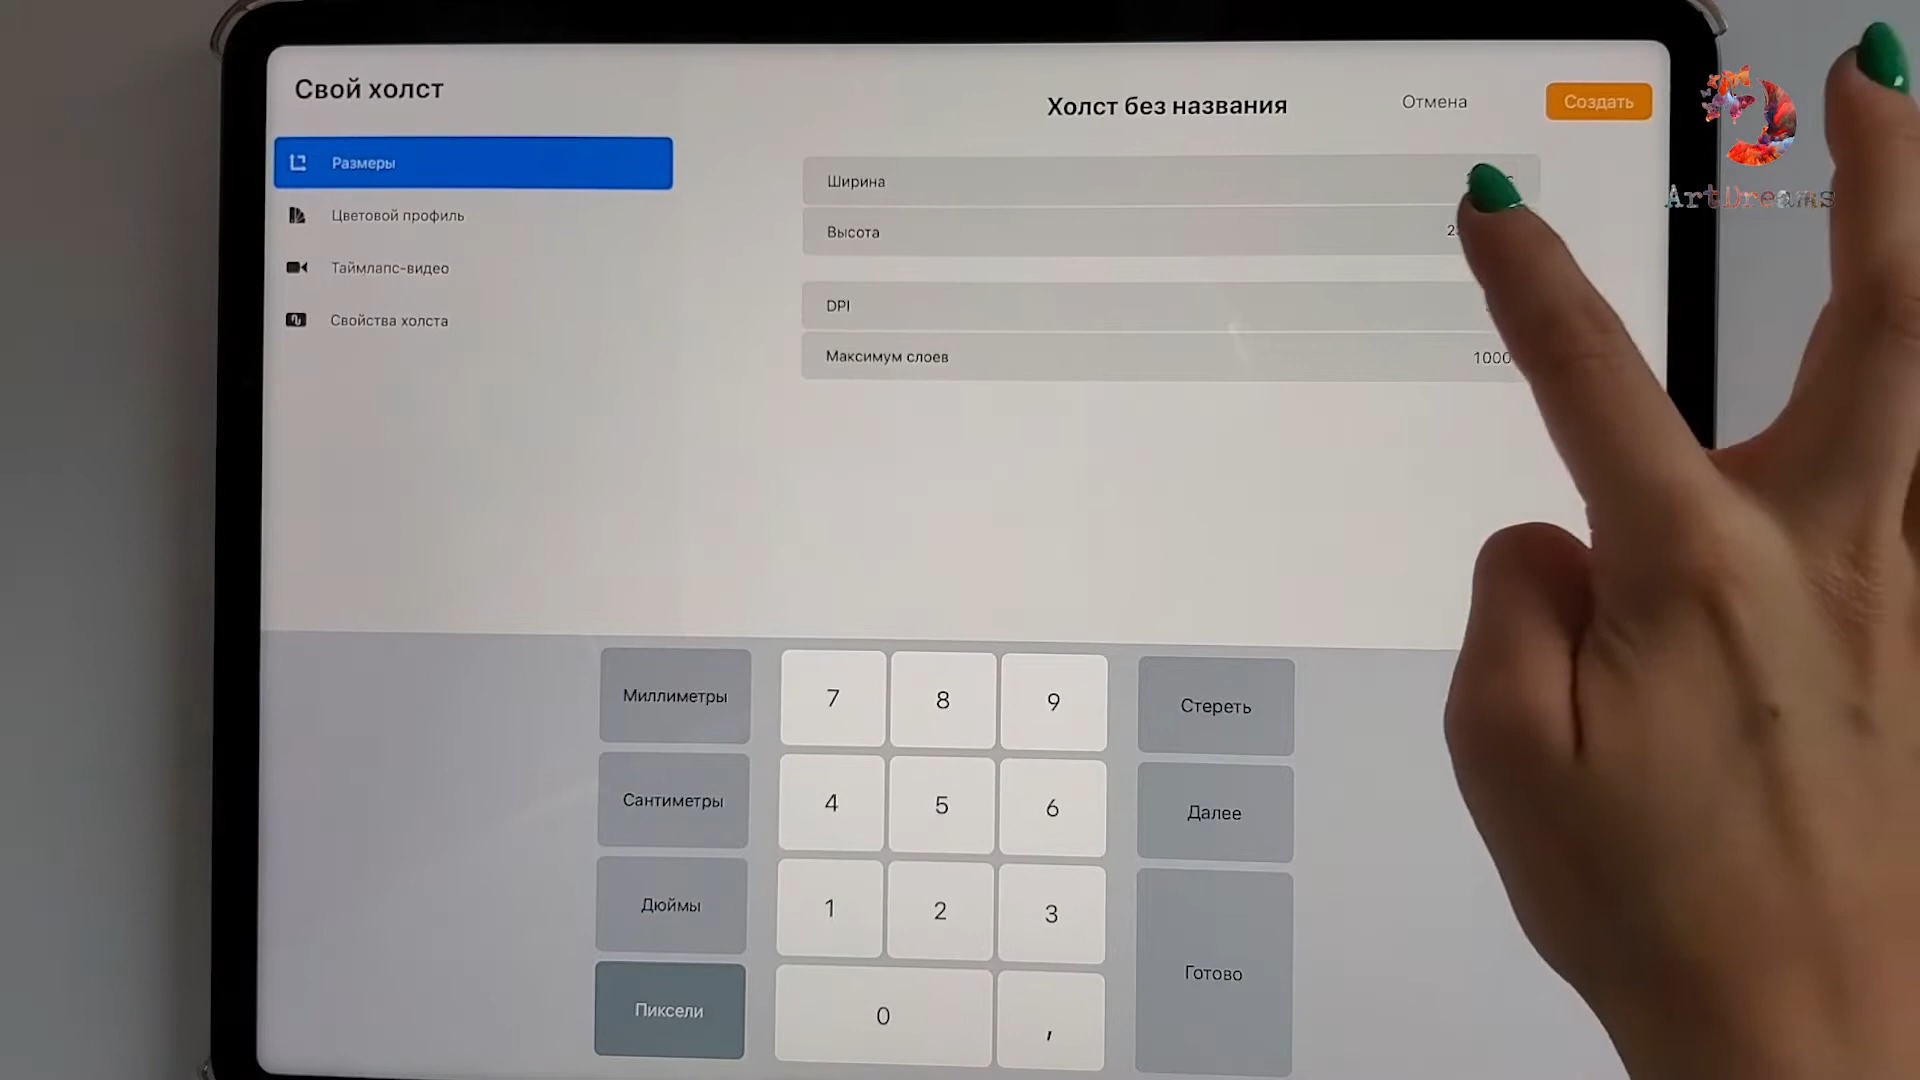 Свой холст
Холст без названия
Отмена
Создать
Размеры
Цветовой профиль
Таймлапс-видео
Свойства холста
Ширина
Высота
DPI
Максимум слоев
1000
ArtDreams
Миллиметры
7
8
9
Стереть
Сантиметры
4
5
6
Далее
Дюймы
1
2
3
Готово
Пиксели
0
,